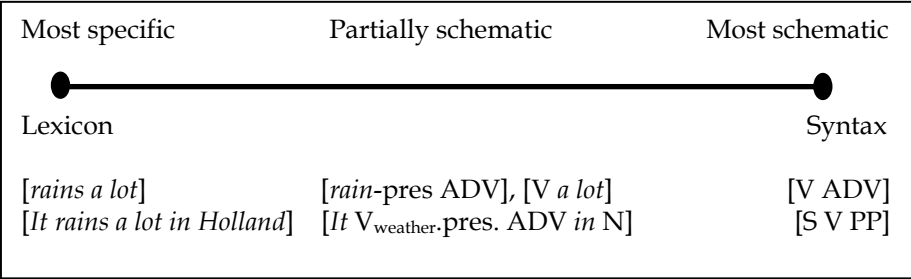 Most specific Partially schematic Most schematic
Lexicon Syntax
[rains a lot] [rain-pres ADV], [V a lot] [V ADV]
[It rains a lot in Holland] [It Vweather.pres. ADV in N] [S V PP]